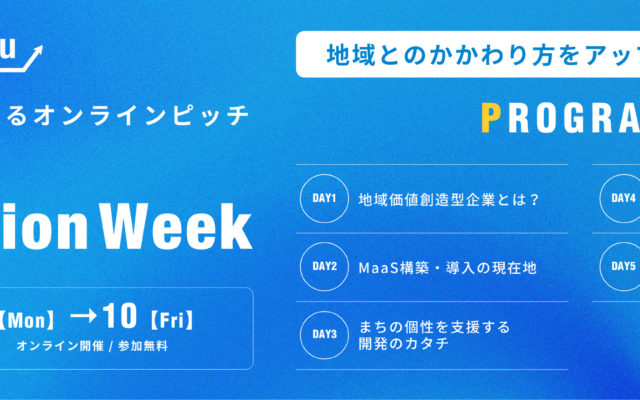 u
るオンラインピッチ
ion Week
【Mon】→10【Fri】
オンライン開催 / 参加無料
地域とのかかわり方をアップ
PROGRA
DAY1 地域価値創造型企業とは？
DAY2 MaaS構築・導入の現在地
DAY3 まちの個性を支援する
開発のカタチ
DAY4
DAY5